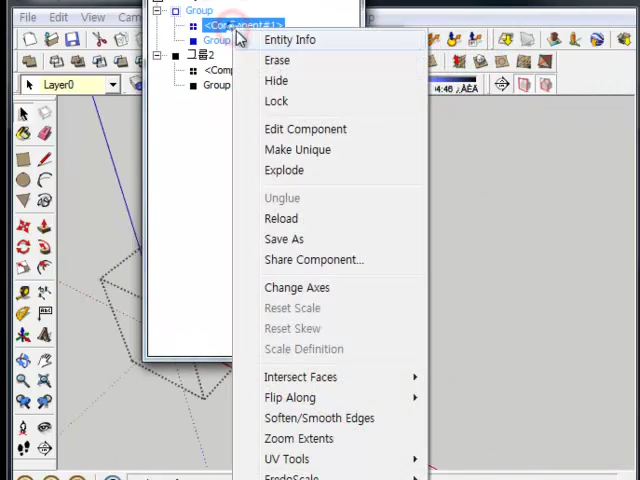 File Edit View Cam
Group
<Component#1>
Group
그룹2
<Comp
Group
Layer0
Entity Info
Erase
Hide
Lock
Edit Component
Make Unique
Explode
Unglue
Reload
Save As
Share Component...
Change Axes
Reset Scale
Reset Skew
Scale Definition
Intersect Faces
Flip Along
Soften/Smooth Edges
Zoom Extents
UV Tools
FredoScale